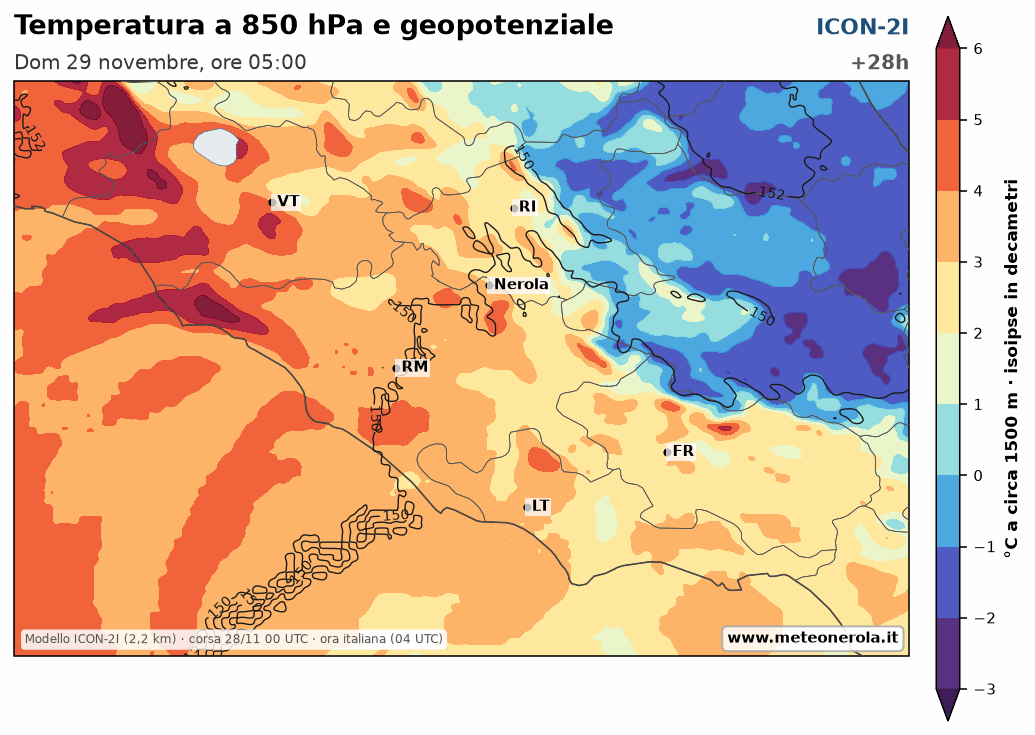 Temperatura a 850 hPa e geopotenziale
ICON-2I
Dom 29 novembre, ore 05:00
+28h
152
150
VT
RI
152
Nerola
150
150
RM
150
FR
LT
150
150
150
Modello ICON-2I (2,2 km) · corsa 28/11 00 UTC · ora italiana (04 UTC)
www.meteonerola.it
6
5
4
3
2
1
0
−1
−2
−3
°C a circa 1500 m · isoipse in decametri